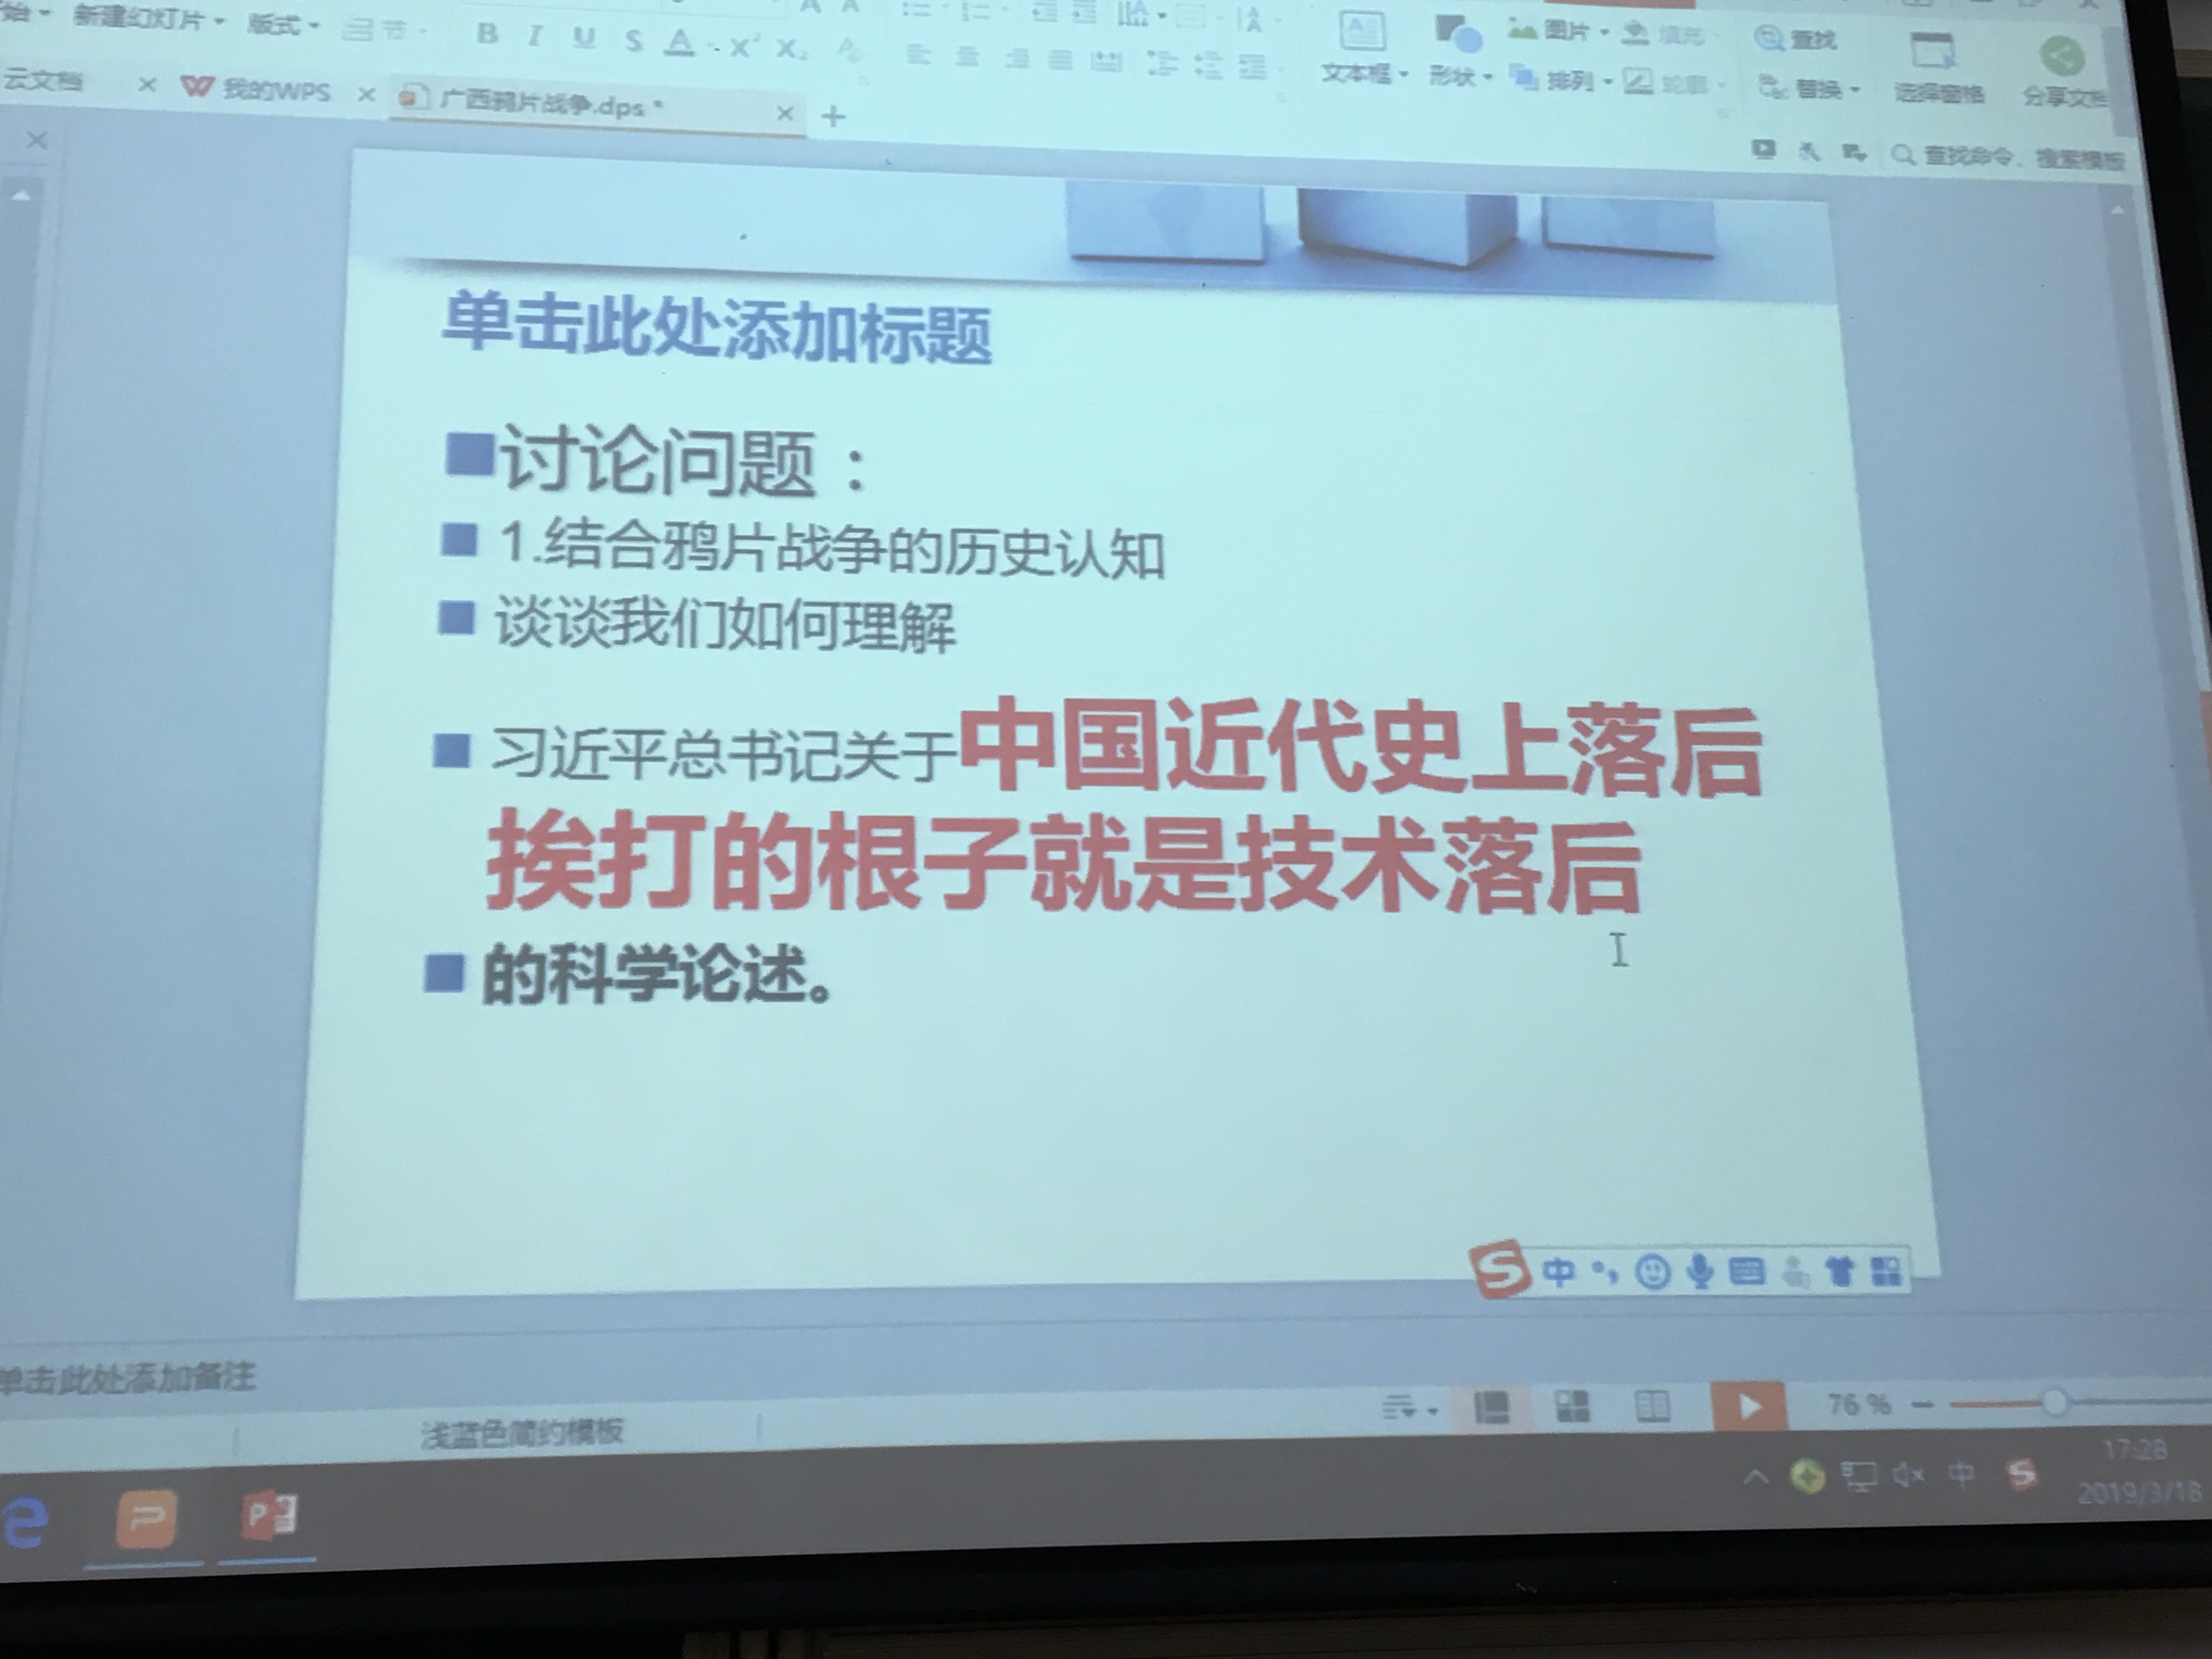 新建幻灯片 版式 节
B I U S A X² X₂ 文本框 形状 图片 填充 排列 轮廓 查找 替换 选择窗格 分享文档
云文档 我的WPS 广西鸦片战争.dps *
查找命令、搜索模板
单击此处添加标题
讨论问题：
1.结合鸦片战争的历史认知
谈谈我们如何理解
习近平总书记关于中国近代史上落后
挨打的根子就是技术落后
的科学论述。
中
单击此处添加备注
76 %
浅蓝色简约模板
17:28
中
2019/3/18